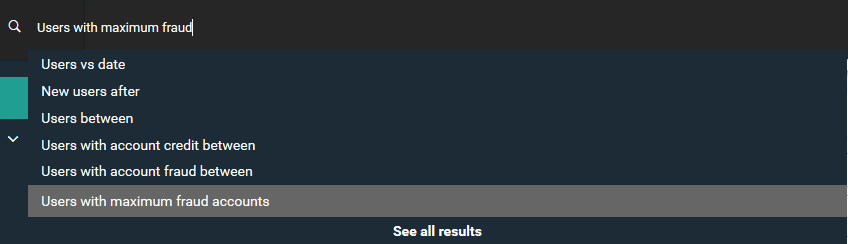 Users with maximum fraud
Users vs date
New users after
Users between
Users with account credit between
Users with account fraud between
Users with maximum fraud accounts
See all results